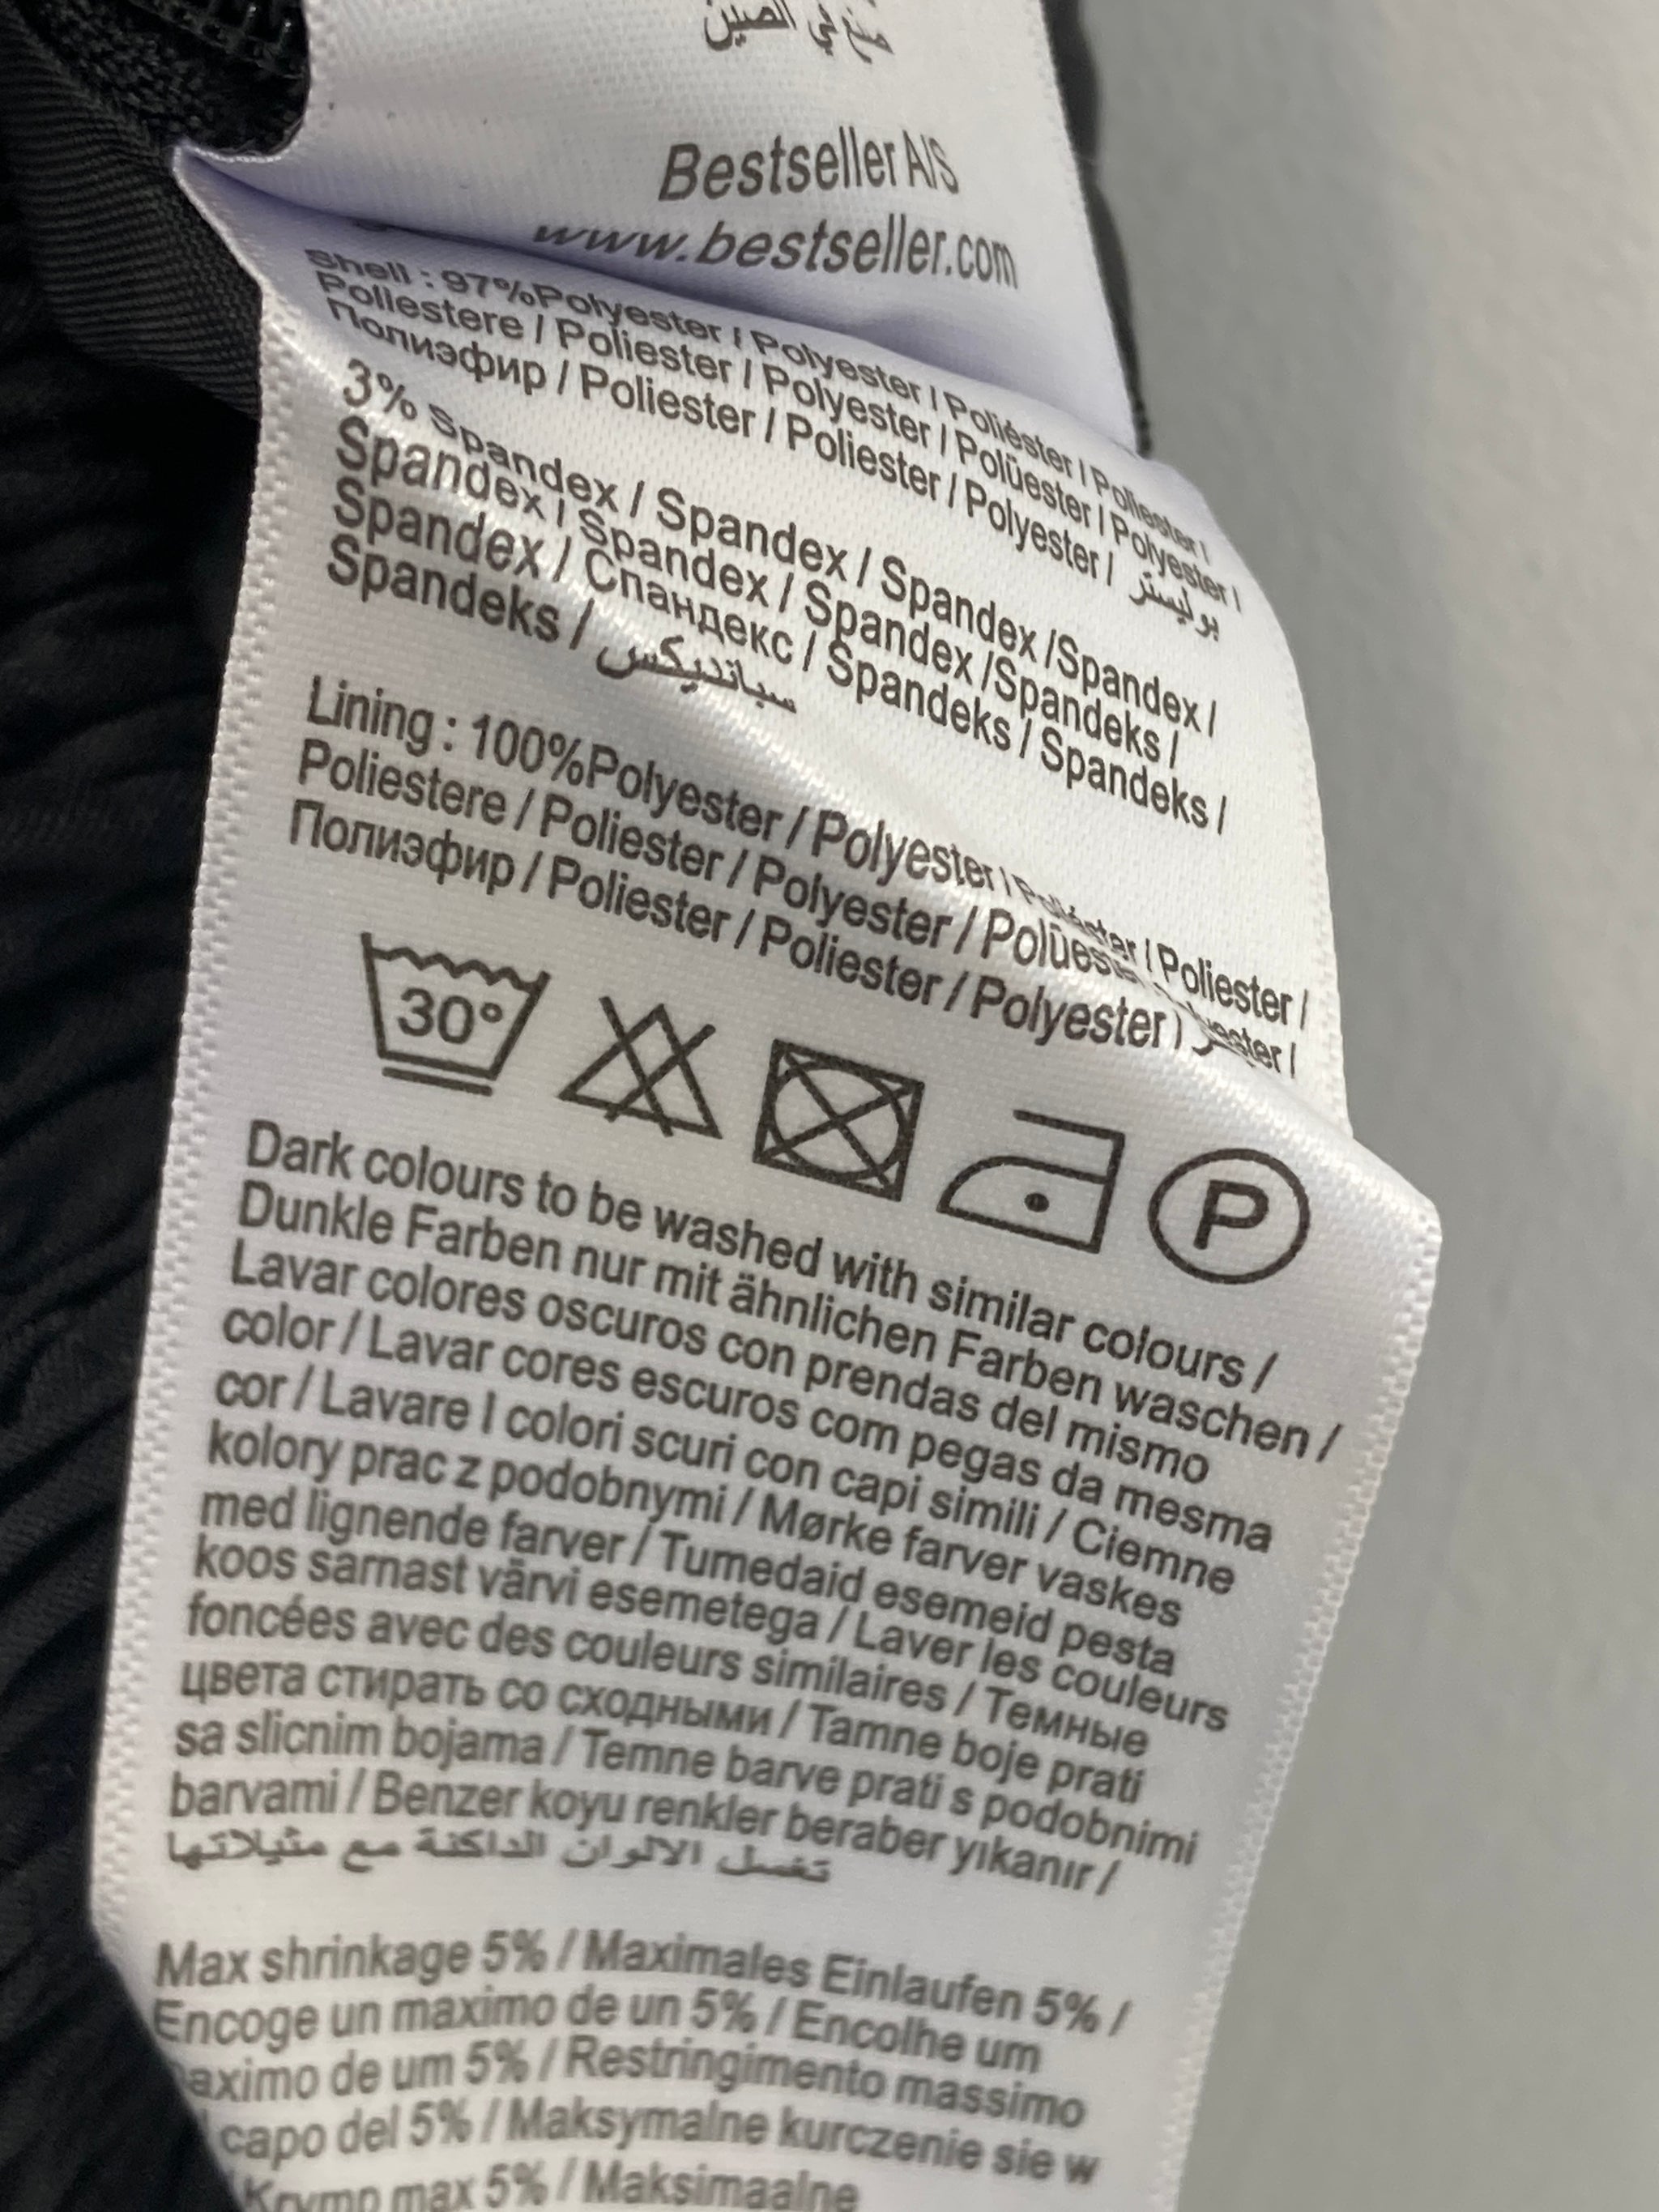 صنع في الصين
Bestseller A/S
www.bestseller.com
Shell : 97%Polyester / Polyester / Poliéster / Poliester /
Poliestere / Poliester / Polyester / Polüester / Polyester /
Полиэфир / Poliester / Poliester / Polyester / بوليستر
3% Spandex / Spandex / Spandex /Spandex /
Spandex / Spandex / Spandex /Spandeks /
Spandex / Спандекс / Spandeks / Spandeks /
Spandeks / سبانديكس
Lining : 100%Polyester / Polyester / Poliéster / Poliester /
Poliestere / Poliester / Polyester / Polüester / Polyester /
Полиэфир / Poliester / Poliester / Polyester /
30°
P
Dark colours to be washed with similar colours /
Dunkle Farben nur mit ähnlichen Farben waschen /
Lavar colores oscuros con prendas del mismo
color / Lavar cores escuros com pegas da mesma
cor / Lavare I colori scuri con capi simili / Ciemne
kolory prac z podobnymi / Mørke farver vaskes
med lignende farver / Tumedaid esemeid pesta
koos sarnast värvi esemetega / Laver les couleurs
foncées avec des couleurs similaires / Темные
цвета стирать со сходными / Tamne boje prati
sa slicnim bojama / Temne barve prati s podobnimi
barvami / Benzer koyu renkler beraber yıkanır /
تغسل الالوان الداكنة مع مثيلاتها
Max shrinkage 5% / Maximales Einlaufen 5% /
Encoge un maximo de un 5% / Encolhe um
maximo de um 5% / Restringimento massimo
capo del 5% / Maksymalne kurczenie sie w
Krymp max 5% / Maksimaalne